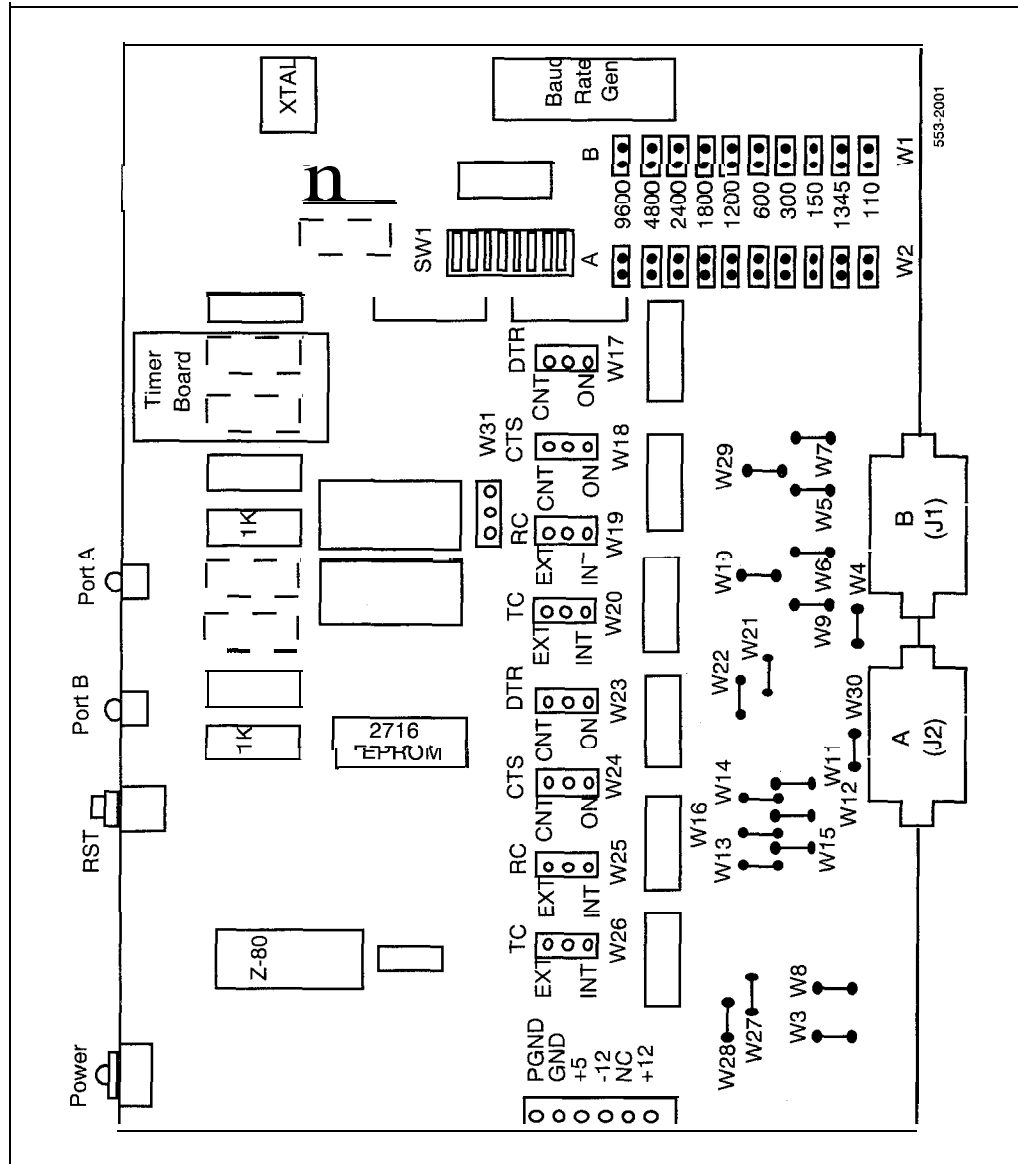 XTAL
Baud
Rate
Gen
553-2001
n
B
W1
9600
4800
2400
1800
1200
600
300
150
1345
110
SW1
A
W2
Timer
Board
DTR
CNT
ON
W17
W31
CTS
CNT
ON
W18
W29
W7
1K
RC
EXT
W19
W5
B
(J1)
Port A
TC
EXT
INT
W20
W10
W6
W4
W9
W21
W22
Port B
DTR
CNT
ON
W23
W30
A
(J2)
1K
2716
EPROM
CTS
CNT
ON
W24
W14
W11
W12
W16
RST
RC
EXT
INT
W25
W13
W15
Z-80
TC
EXT
INT
W26
W8
W27
W3
W28
Power
PGND
GND
+5
-12
NC
+12